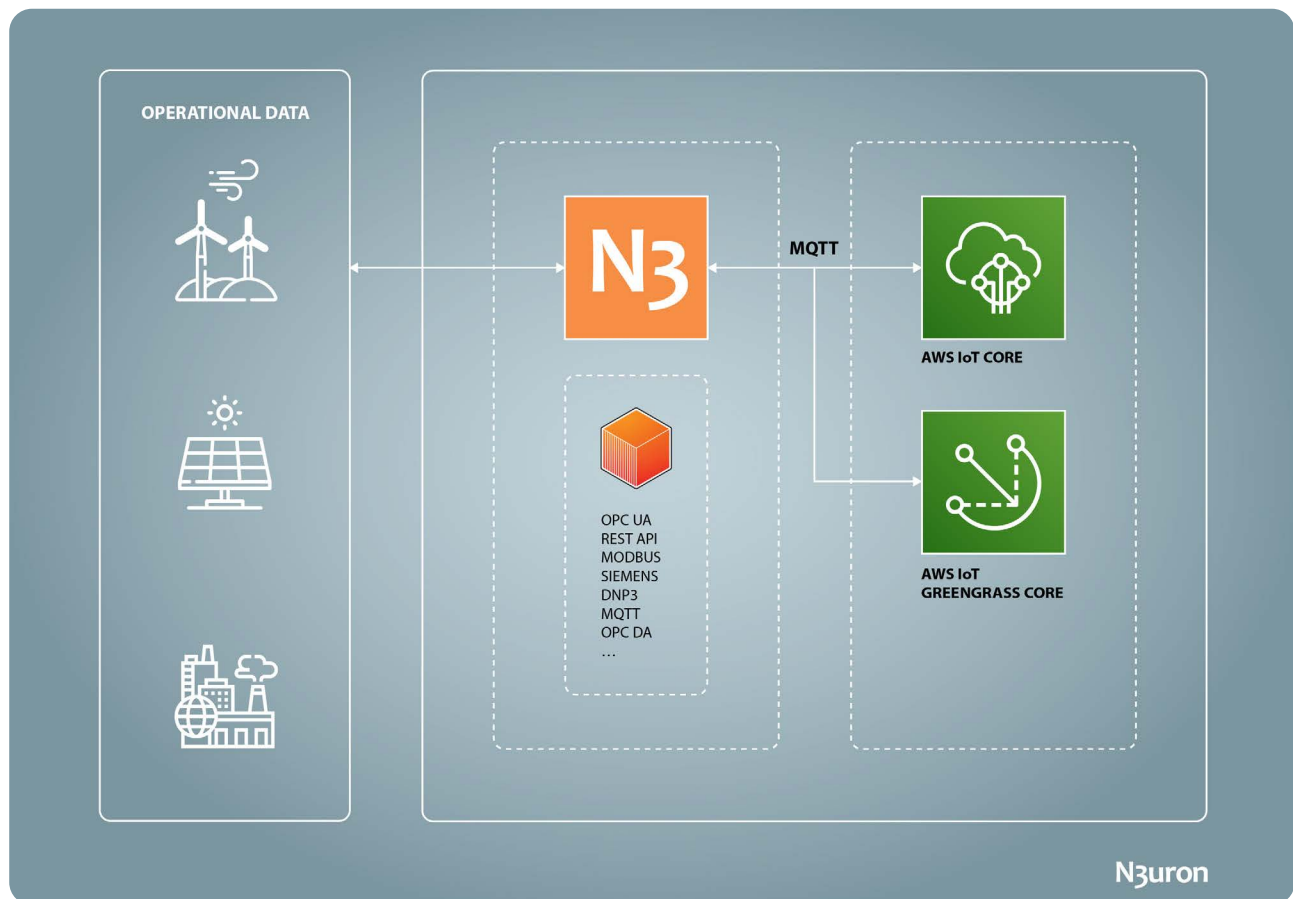 OPERATIONAL DATA
N3
MQTT
AWS IoT CORE
OPC UA
REST API
MODBUS
SIEMENS
DNP3
MQTT
OPC DA
...
AWS IoT
GREENGRASS CORE
N3uron